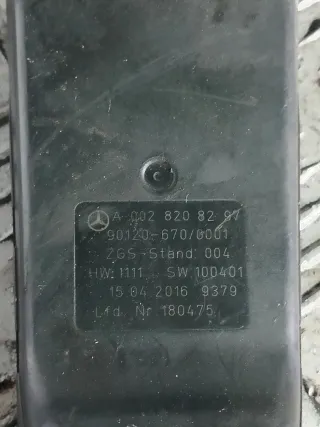 A 002 820 82 97
90120-670/0001
ZGS-Stand 004
HW: 1111 SW 100401
15.04.2016 9379
Lfd. Nr 180475